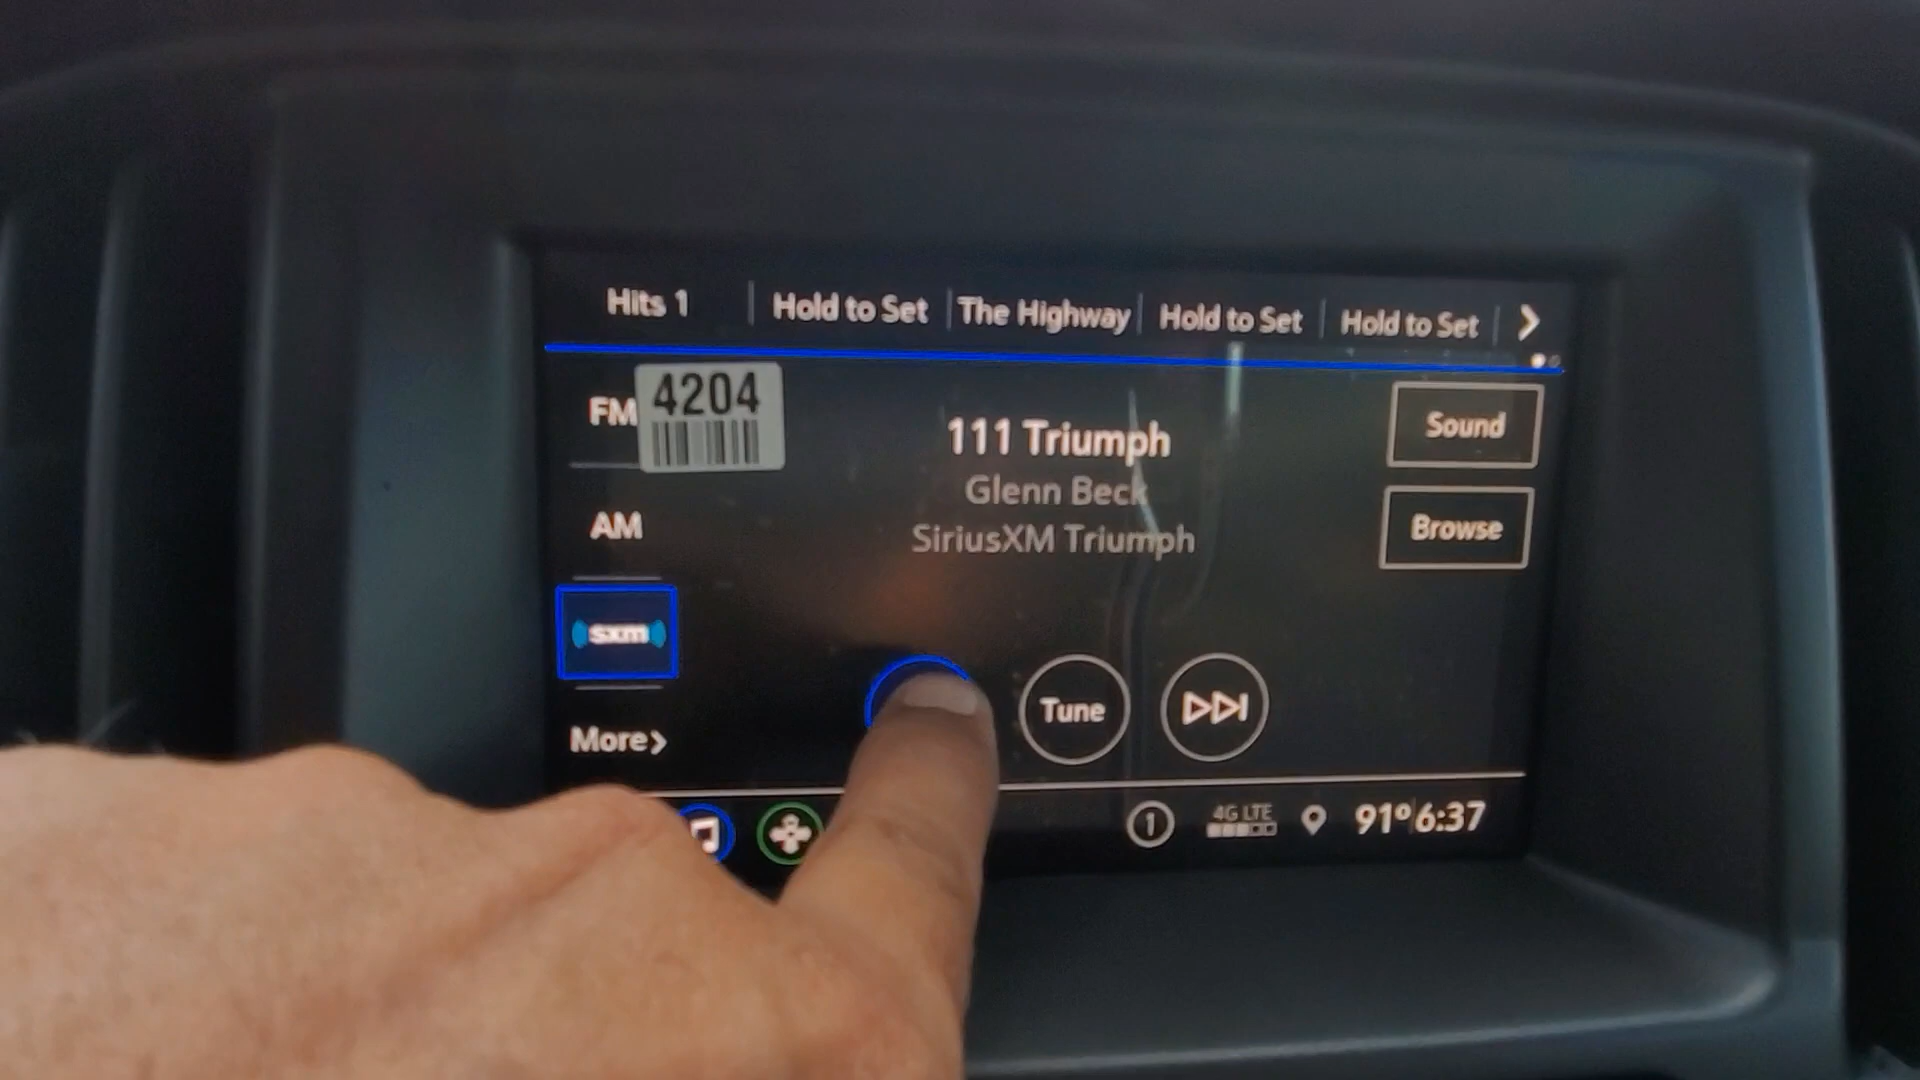 Hits 1
Hold to Set
The Highway
Hold to Set
Hold to Set
FM
4204
111 Triumph
Glenn Beck
SiriusXM Triumph
Sound
Browse
AM
sxm
More
Tune
1
4G LTE
91° 6:37